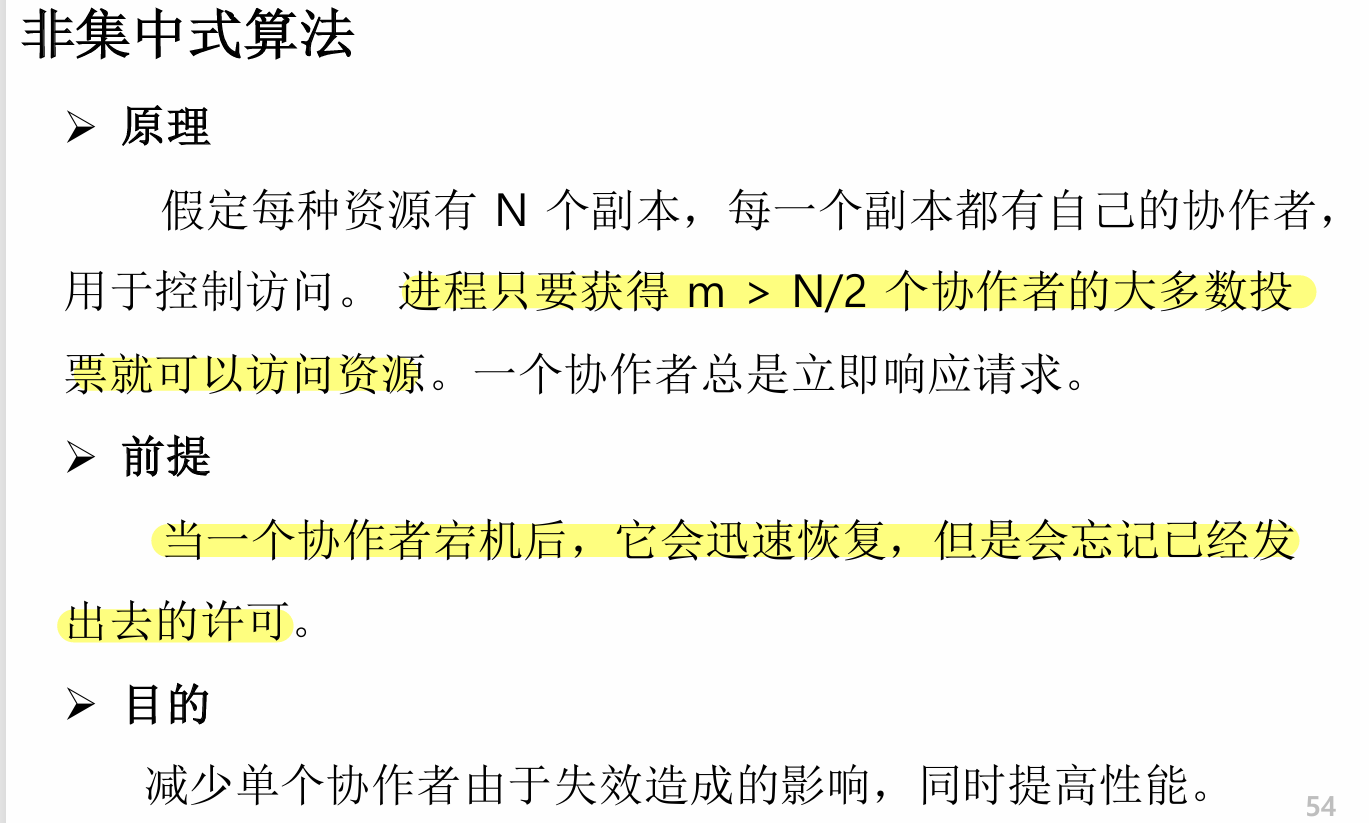 非集中式算法
➢ 原理
假定每种资源有 N 个副本，每一个副本都有自己的协作者，
用于控制访问。 进程只要获得 m > N/2 个协作者的大多数投
票就可以访问资源。一个协作者总是立即响应请求。
➢ 前提
当一个协作者宕机后，它会迅速恢复，但是会忘记已经发
出去的许可。
➢ 目的
减少单个协作者由于失效造成的影响，同时提高性能。
54